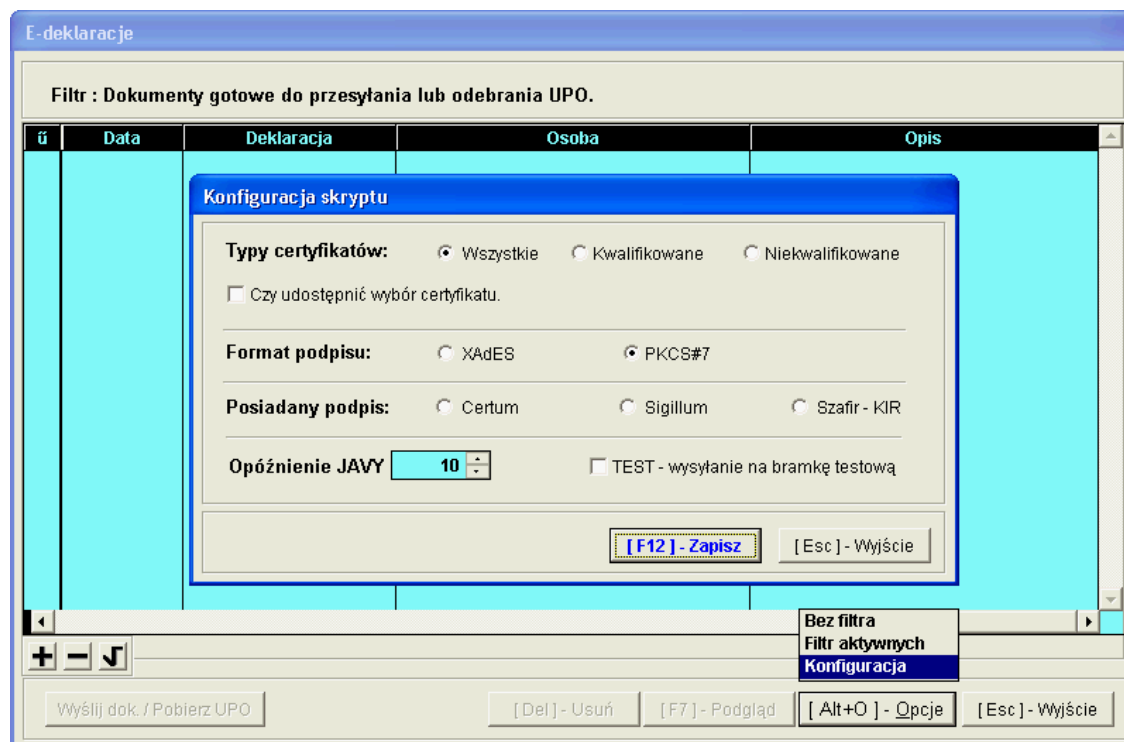 E-deklaracje
Filtr : Dokumenty gotowe do przesyłania lub odebrania UPO.
ű Data Deklaracja Osoba Opis
Konfiguracja skryptu
Typy certyfikatów: Wszystkie Kwalifikowane Niekwalifikowane
Czy udostępnić wybór certyfikatu.
Format podpisu: XAdES PKCS#7
Posiadany podpis: Certum Sigillum Szafir - KIR
Opóźnienie JAVY 10 TEST - wysyłanie na bramkę testową
[ F12 ] - Zapisz [ Esc ] - Wyjście
Bez filtra
Filtr aktywnych
Konfiguracja
Wyślij dok. / Pobierz UPO [ Del ] - Usuń [ F7 ] - Podgląd [ Alt+O ] - Opcje [ Esc ] - Wyjście